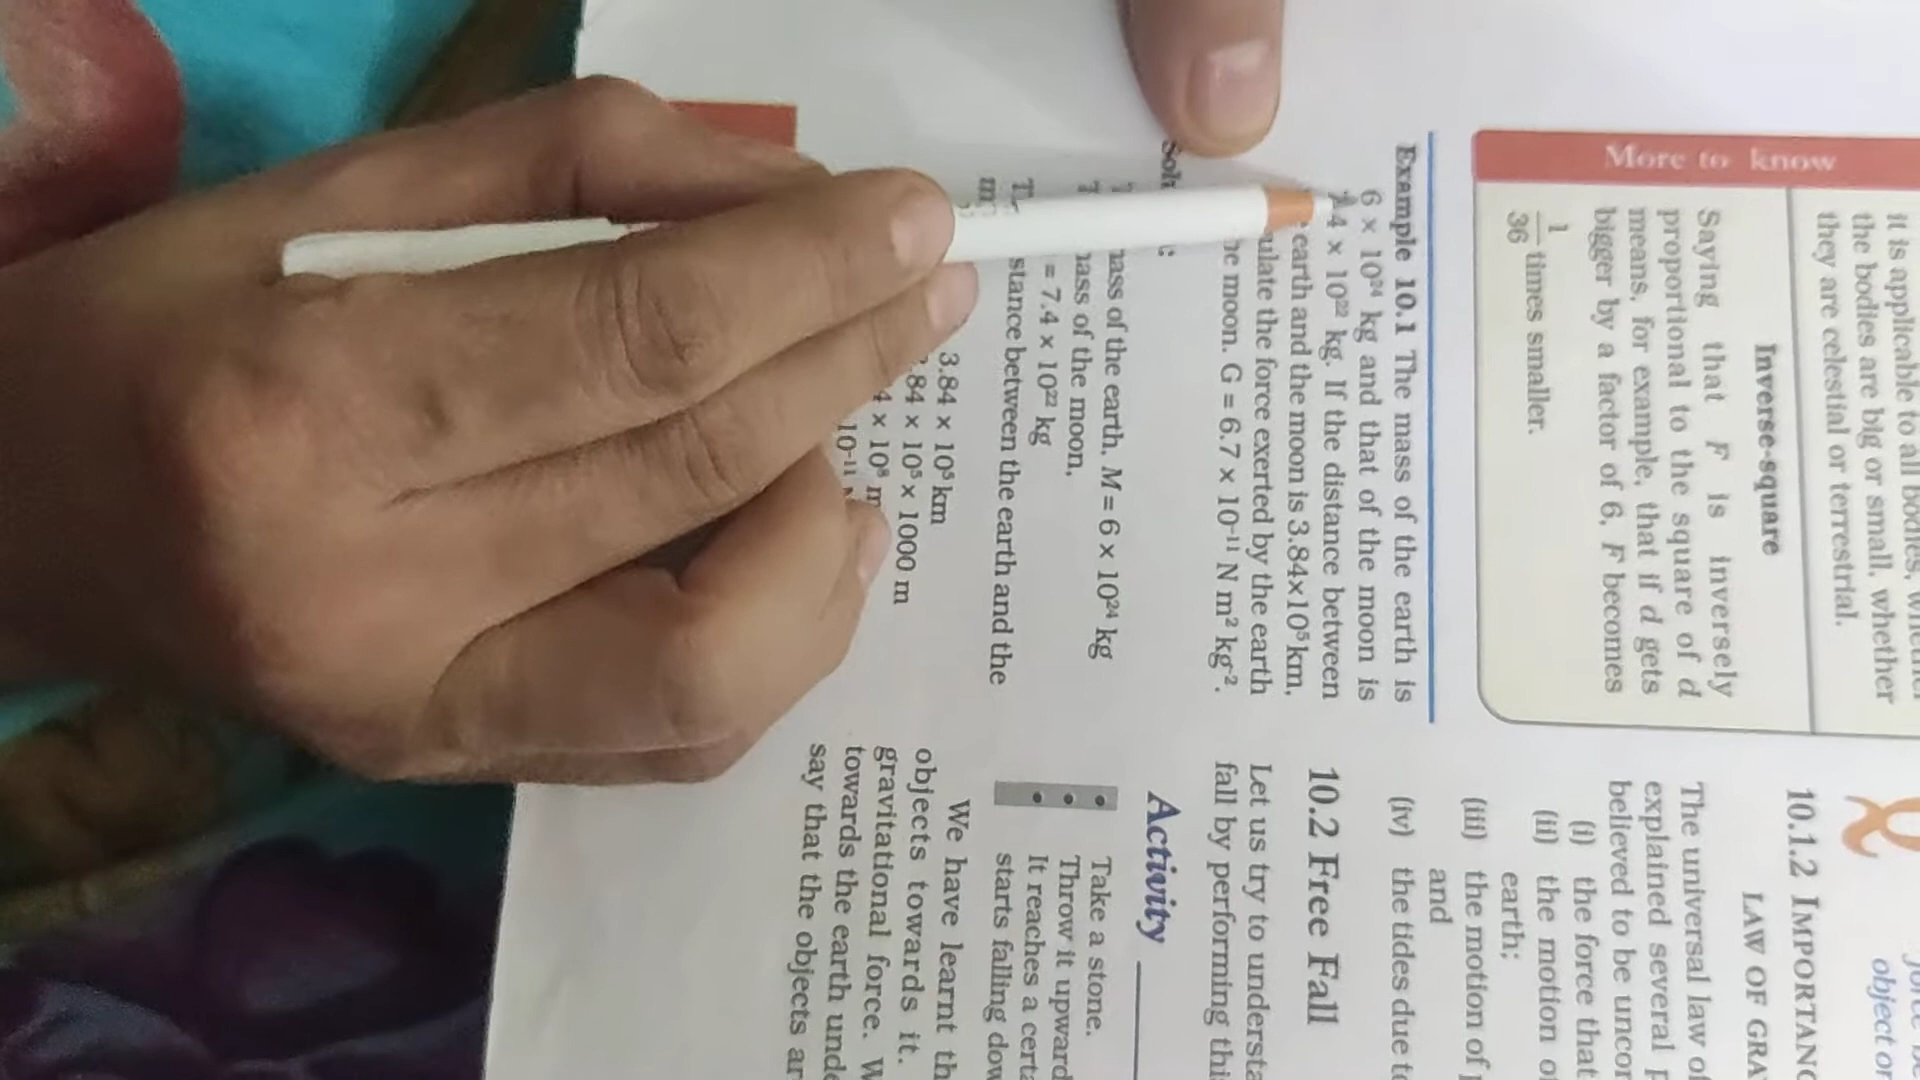 it is applicable to all bodies,
the bodies are big or small, whether
they are celestial or terrestrial.
More to know
Inverse-square
Saying that F is inversely
proportional to the square of d
means, for example, that if d gets
bigger by a factor of 6, F becomes
1
36 times smaller.
Example 10.1 The mass of the earth is
6 × 10²⁴ kg and that of the moon is
4 × 10²² kg. If the distance between
earth and the moon is 3.84×10⁵ km,
ulate the force exerted by the earth
he moon. G = 6.7 × 10⁻¹¹ N m² kg⁻².
mass of the earth, M = 6 × 10²⁴ kg
mass of the moon,
= 7.4 × 10²² kg
stance between the earth and the
3.84 × 10⁵ km
.84 × 10⁵ × 1000 m
4 × 10⁸ m
10⁻¹¹ N
object or
10.1.2 IMPORTANC
LAW OF GRA
The universal law of
explained several p
believed to be uncon
(i) the force that
(ii) the motion of
earth;
(iii) the motion of p
and
(iv) the tides due to
10.2 Free Fall
Let us try to understa
fall by performing thi
Activity
• Take a stone.
• Throw it upward
• It reaches a certa
starts falling dow
We have learnt th
objects towards it.
gravitational force. W
towards the earth unde
say that the objects ar